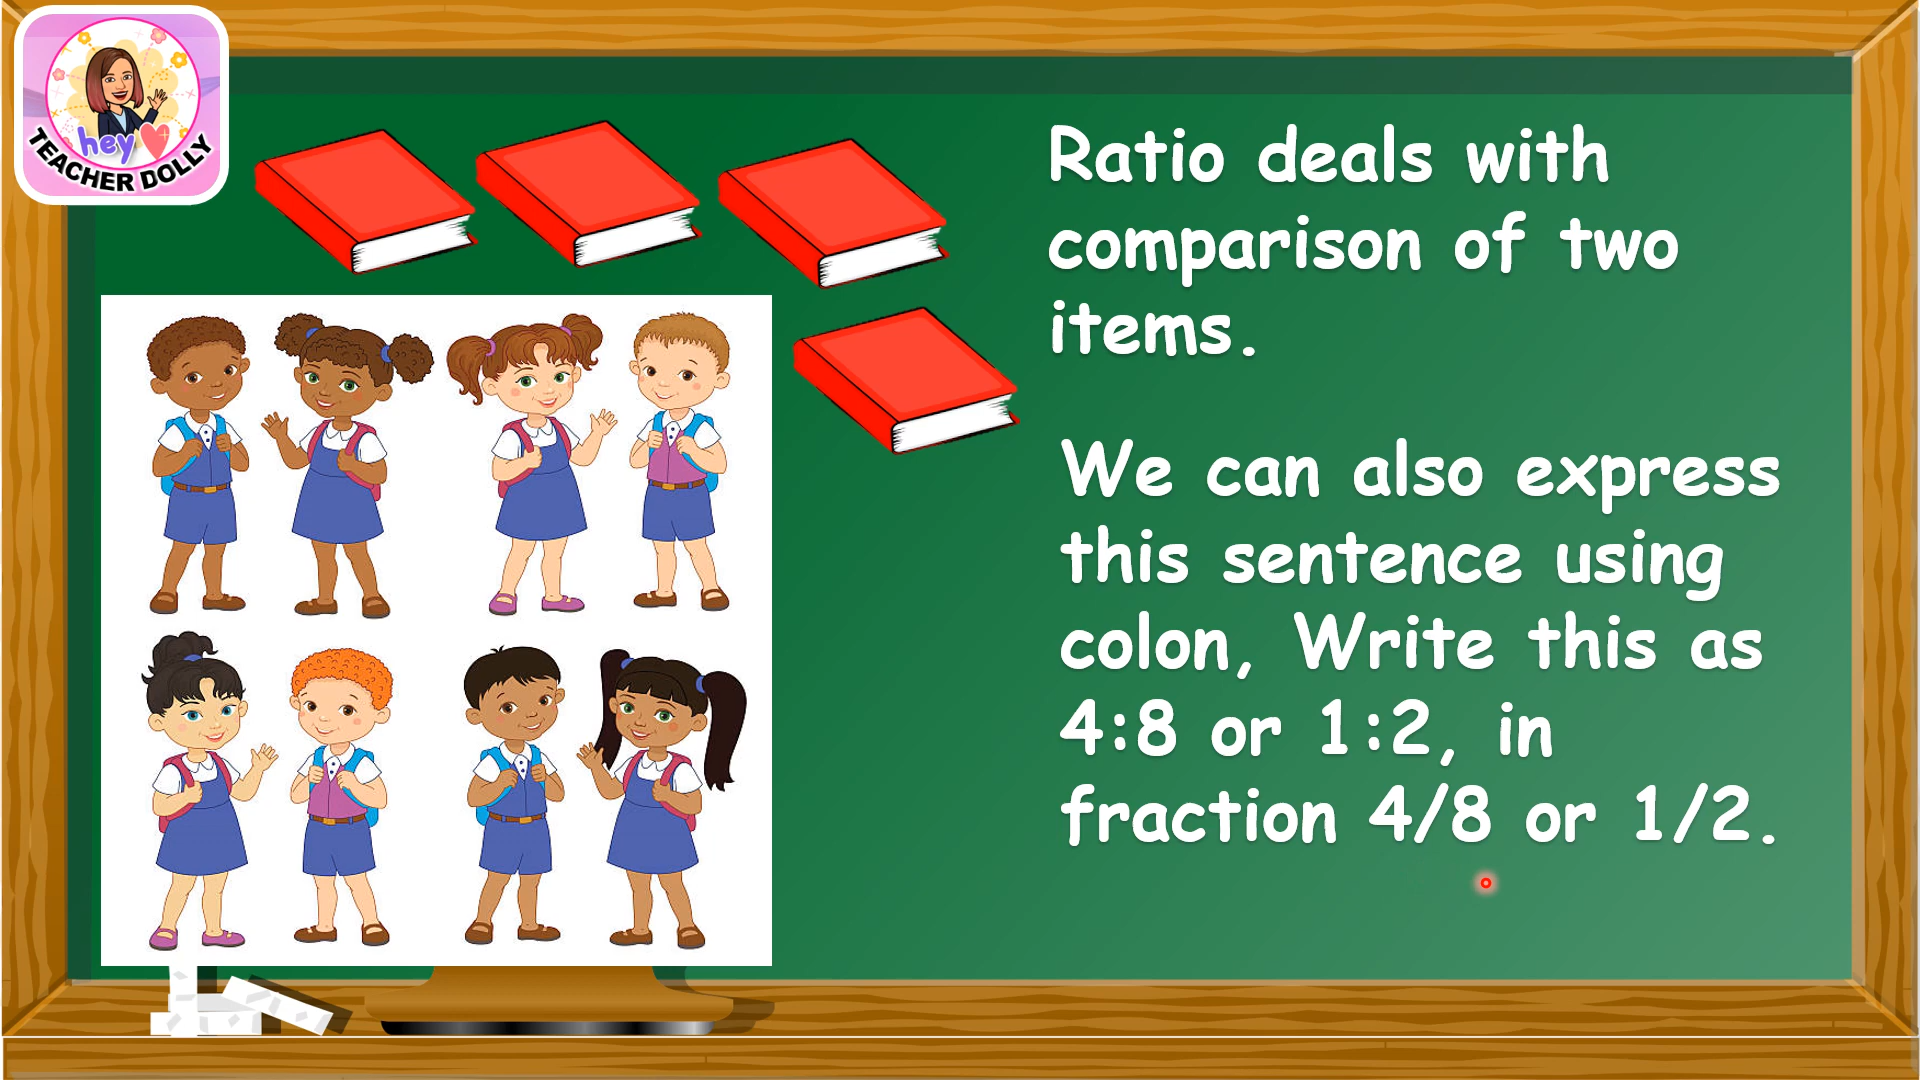 hey
TEACHER DOLLY
Ratio deals with
comparison of two
items.
We can also express
this sentence using
colon, Write this as
4:8 or 1:2, in
fraction 4/8 or 1/2.